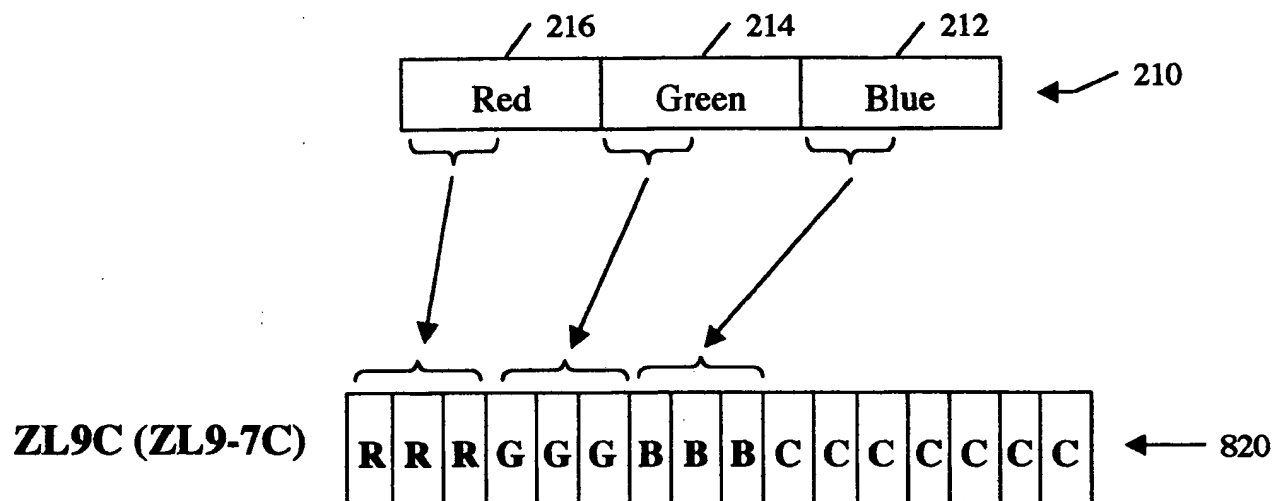 216 214 212
Red Green Blue 210
ZL9C (ZL9-7C) R R R G G G B B B C C C C C C C 820